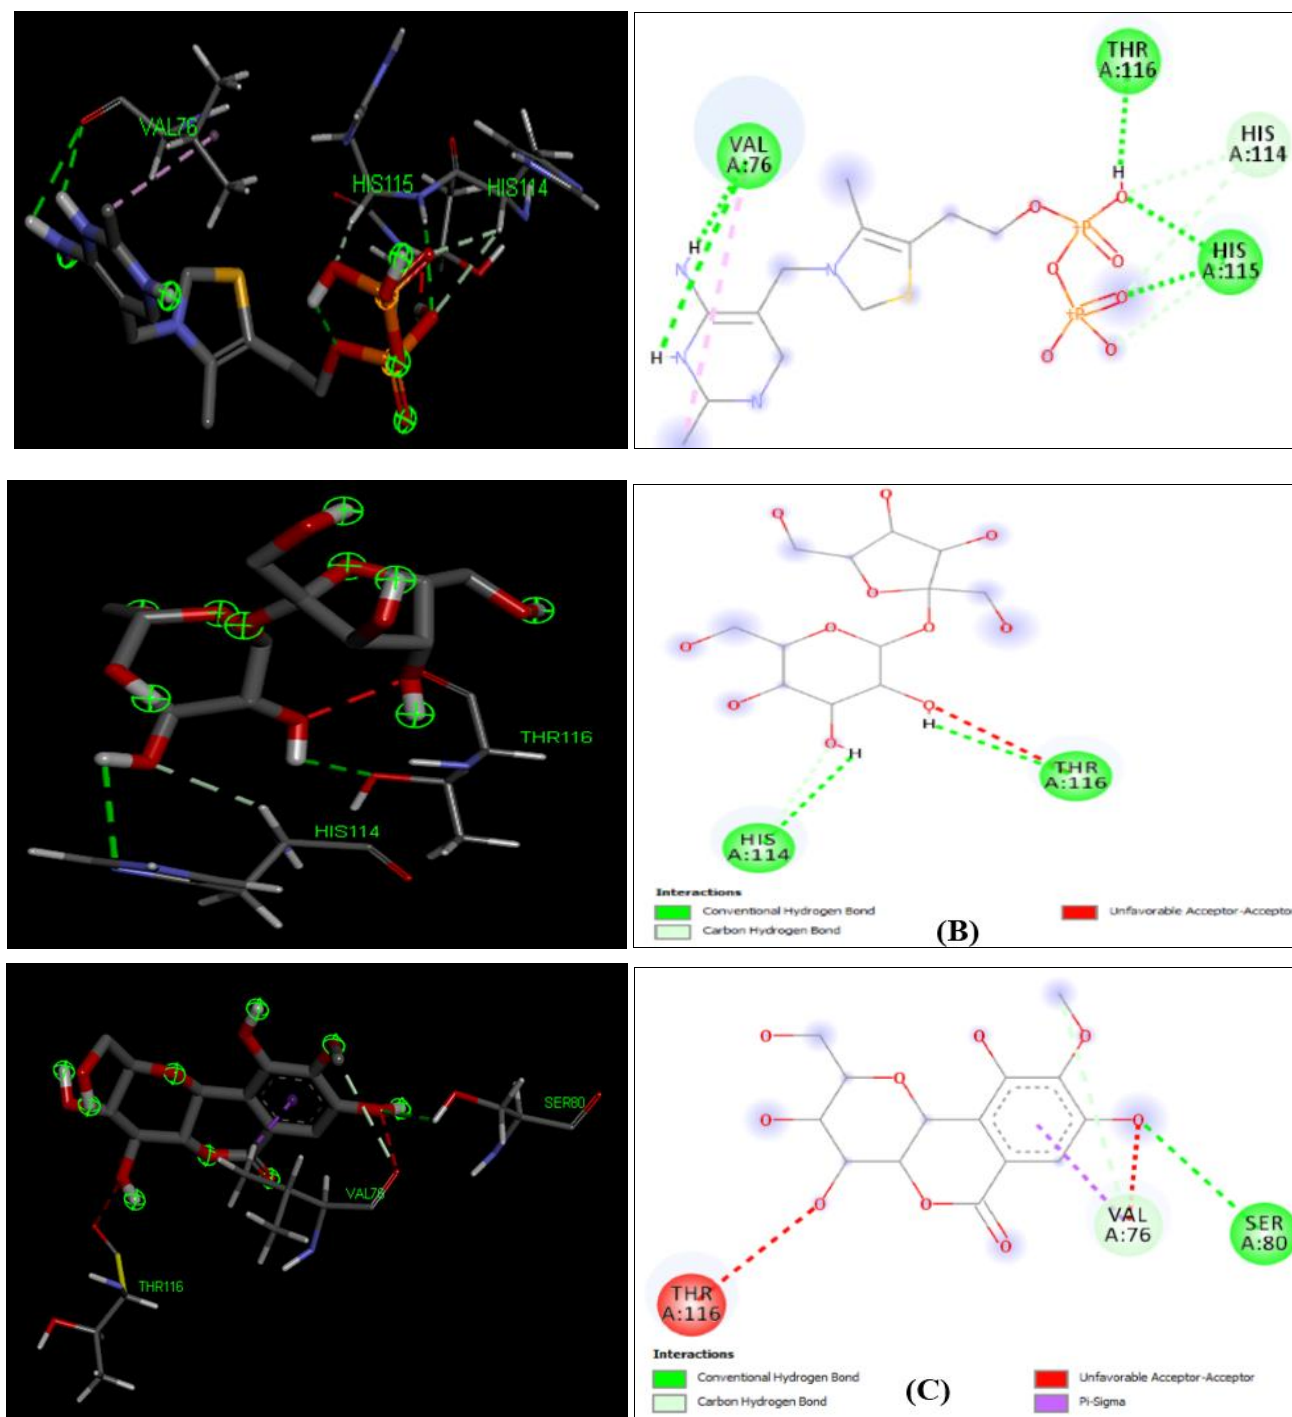 VAL76
HIS115
HIS114
THR
A:116
HIS
A:114
VAL
A:76
HIS
A:115
H
O
O
+P
O
O
H
N
N
S
O
+P
O
O
O
H
N
N
THR116
HIS114
O
O
O
O
O
O
O
O
O
O
O
H
O
H
THR
A:116
HIS
A:114
Interactions
Conventional Hydrogen Bond
Unfavorable Acceptor-Acceptor
Carbon Hydrogen Bond
(B)
SER80
VAL76
THR116
O
O
O
O
O
O
O
O
O
O
VAL
A:76
SER
A:80
THR
A:116
Interactions
Conventional Hydrogen Bond
Unfavorable Acceptor-Acceptor
Carbon Hydrogen Bond
Pi-Sigma
(C)